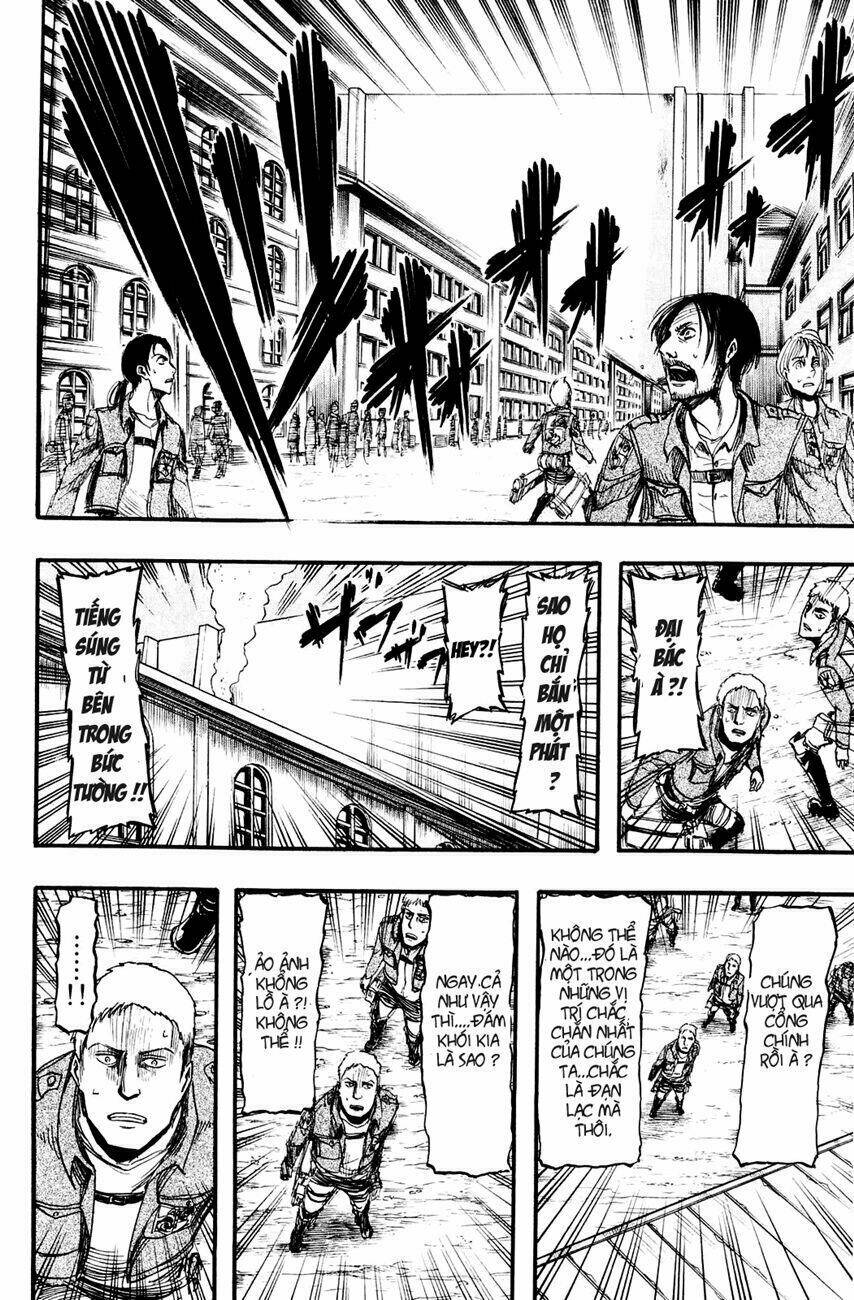 ĐẠI
BÁC
À?!
SAO
HỌ
CHỈ
BẮN
MỘT
PHÁT
?
HEY?!
TIẾNG
SÚNG
TỪ
BÊN
TRONG
BỨC
TƯỜNG!!
CHÚNG
VƯỢT QUA
CỔNG
CHÍNH
RỒI À?
KHÔNG THỂ
NÀO...ĐÓ LÀ
MỘT TRONG
NHỮNG VỊ
TRÍ CHẮC
CHẮN NHẤT
CỦA CHÚNG
TA...CHẮC
LÀ ĐẠN
LẠC MÀ
THÔI.
NGAY CẢ
NHƯ VẬY
THÌ....ĐÁM
KHÓI KIA
LÀ SAO?
ẢO ẢNH
KHỔNG
LỒ À?!
KHÔNG
THỂ!!
......!!